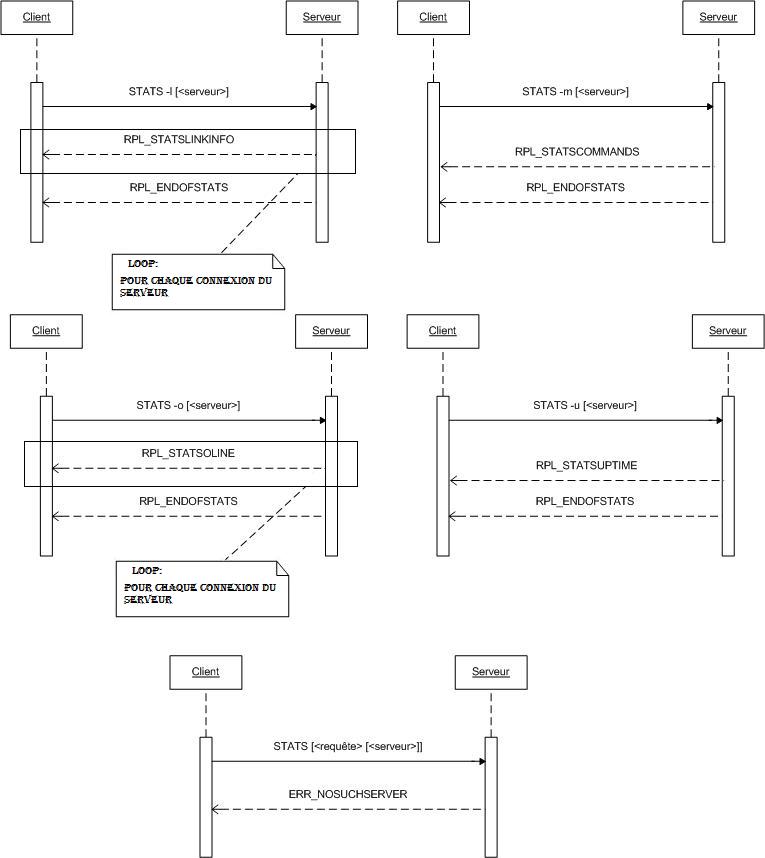 Client
Serveur
STATS -l [<serveur>]
RPL_STATSLINKINFO
RPL_ENDOFSTATS
LOOP:
POUR CHAQUE CONNEXION DU
SERVEUR
Client
Serveur
STATS -m [<serveur>]
RPL_STATSCOMMANDS
RPL_ENDOFSTATS
Client
Serveur
STATS -o [<serveur>]
RPL_STATSOLINE
RPL_ENDOFSTATS
LOOP:
POUR CHAQUE CONNEXION DU
SERVEUR
Client
Serveur
STATS -u [<serveur>]
RPL_STATSUPTIME
RPL_ENDOFSTATS
Client
Serveur
STATS [<requête> [<serveur>]]
ERR_NOSUCHSERVER